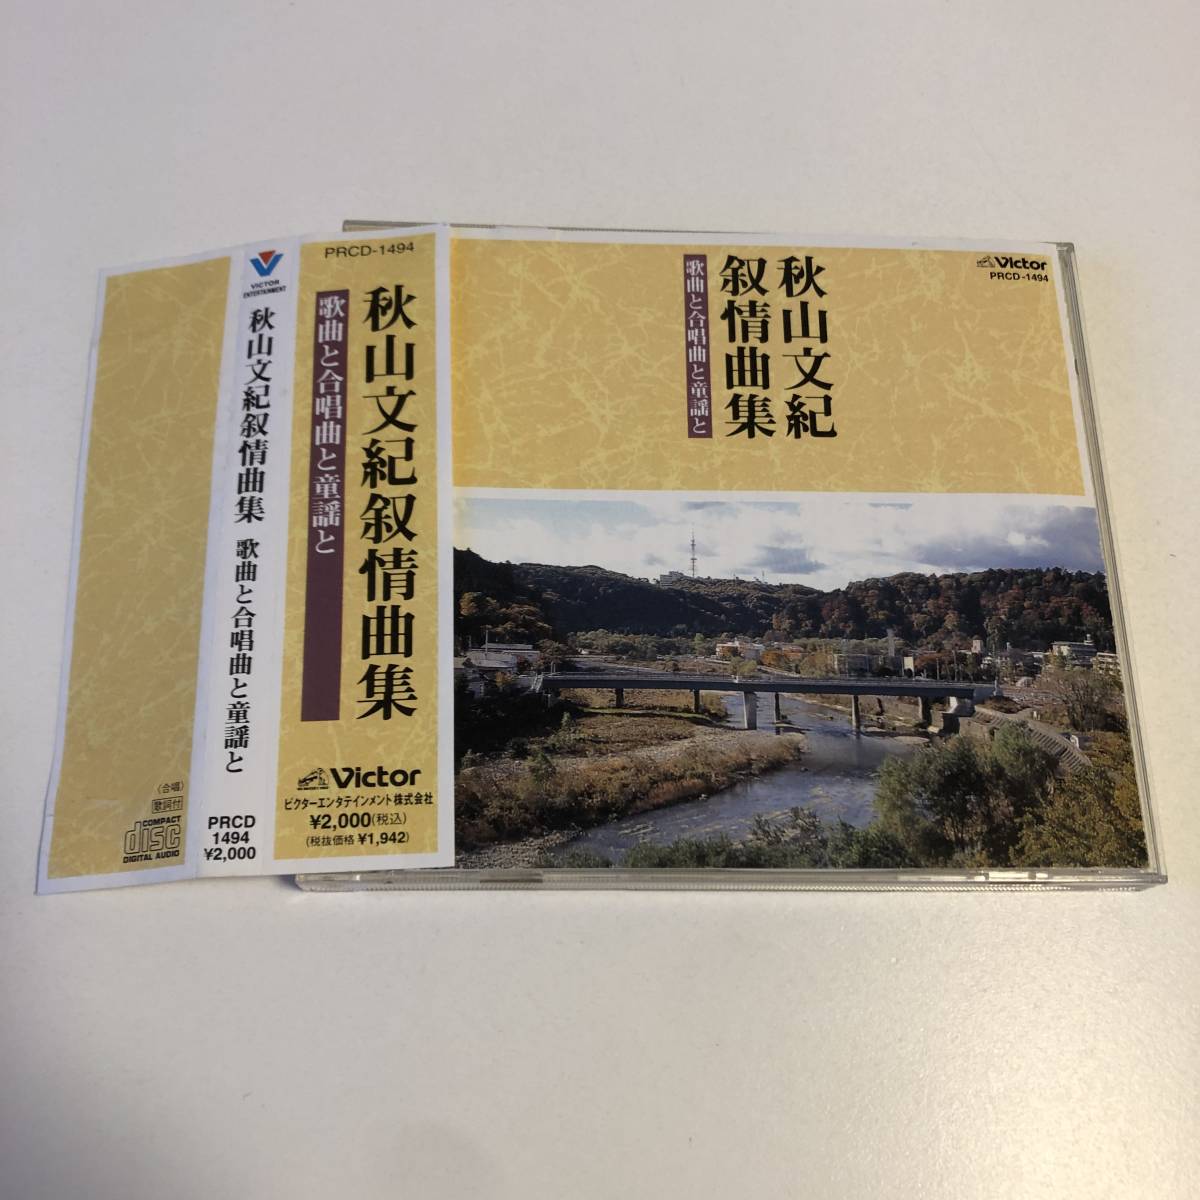 〈合唱〉
歌詞付
COMPACT
disc
DIGITAL AUDIO
VICTOR
ENTERTAINMENT
秋山文紀叙情曲集 歌曲と合唱曲と童謡と
PRCD
1494
¥2,000
PRCD-1494
秋山文紀叙情曲集
歌曲と合唱曲と童謡と
Victor
ビクターエンタテインメント株式会社
¥2,000(税込)
(税抜価格 ¥1,942)
Victor
PRCD-1494
秋山文紀
叙情曲集
歌曲と合唱曲と童謡と